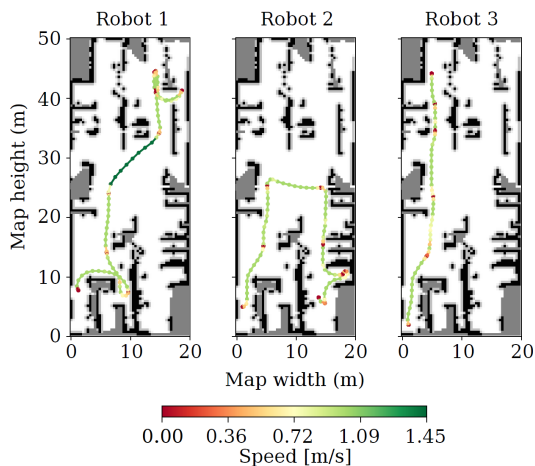 Robot 1 Robot 2 Robot 3
50
40
30
20
10
0
Map height (m)
0 10 20 0 10 20 0 10 20
Map width (m)
0.00 0.36 0.72 1.09 1.45
Speed [m/s]